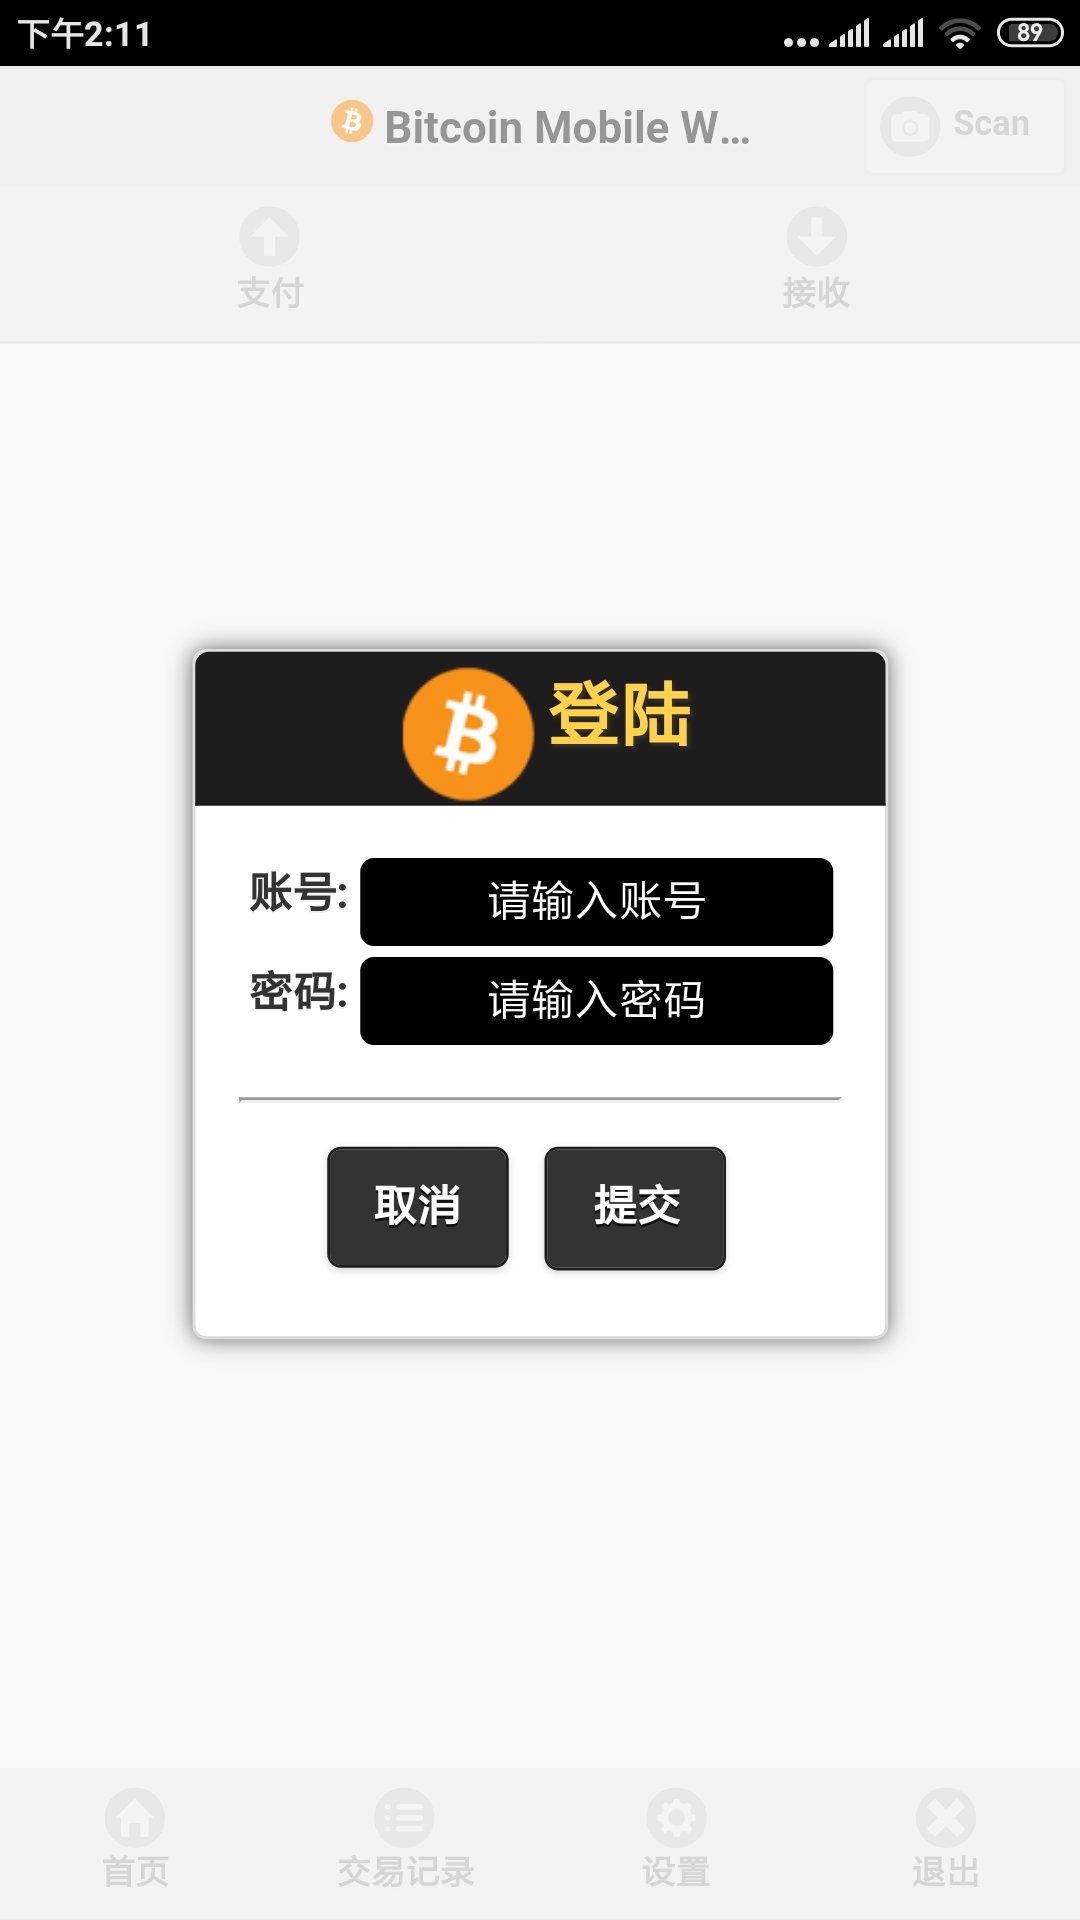 下午2:11
89
Bitcoin Mobile W...
Scan
支付
接收
登陆
账号:
请输入账号
密码:
请输入密码
取消
提交
首页
交易记录
设置
退出